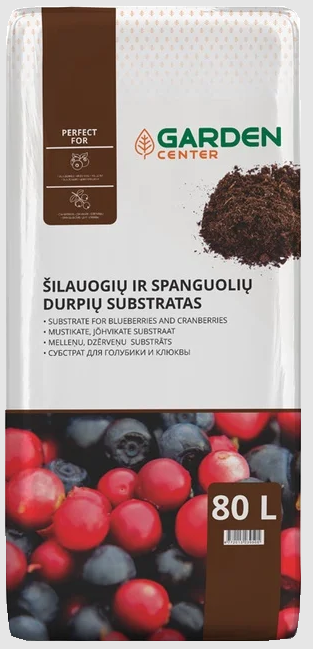 PERFECT
FOR
GARDEN
CENTER
ŠILAUOGIŲ IR SPANGUOLIŲ
DURPIŲ SUBSTRATAS
• SUBSTRATE FOR BLUEBERRIES AND CRANBERRIES
• MUSTIKATE, JÕHVIKATE SUBSTRAAT
• MELLEŅU, DZĒRVEŅU SUBSTRĀTS
• СУБСТРАТ ДЛЯ ГОЛУБИКИ И КЛЮКВЫ
80 L